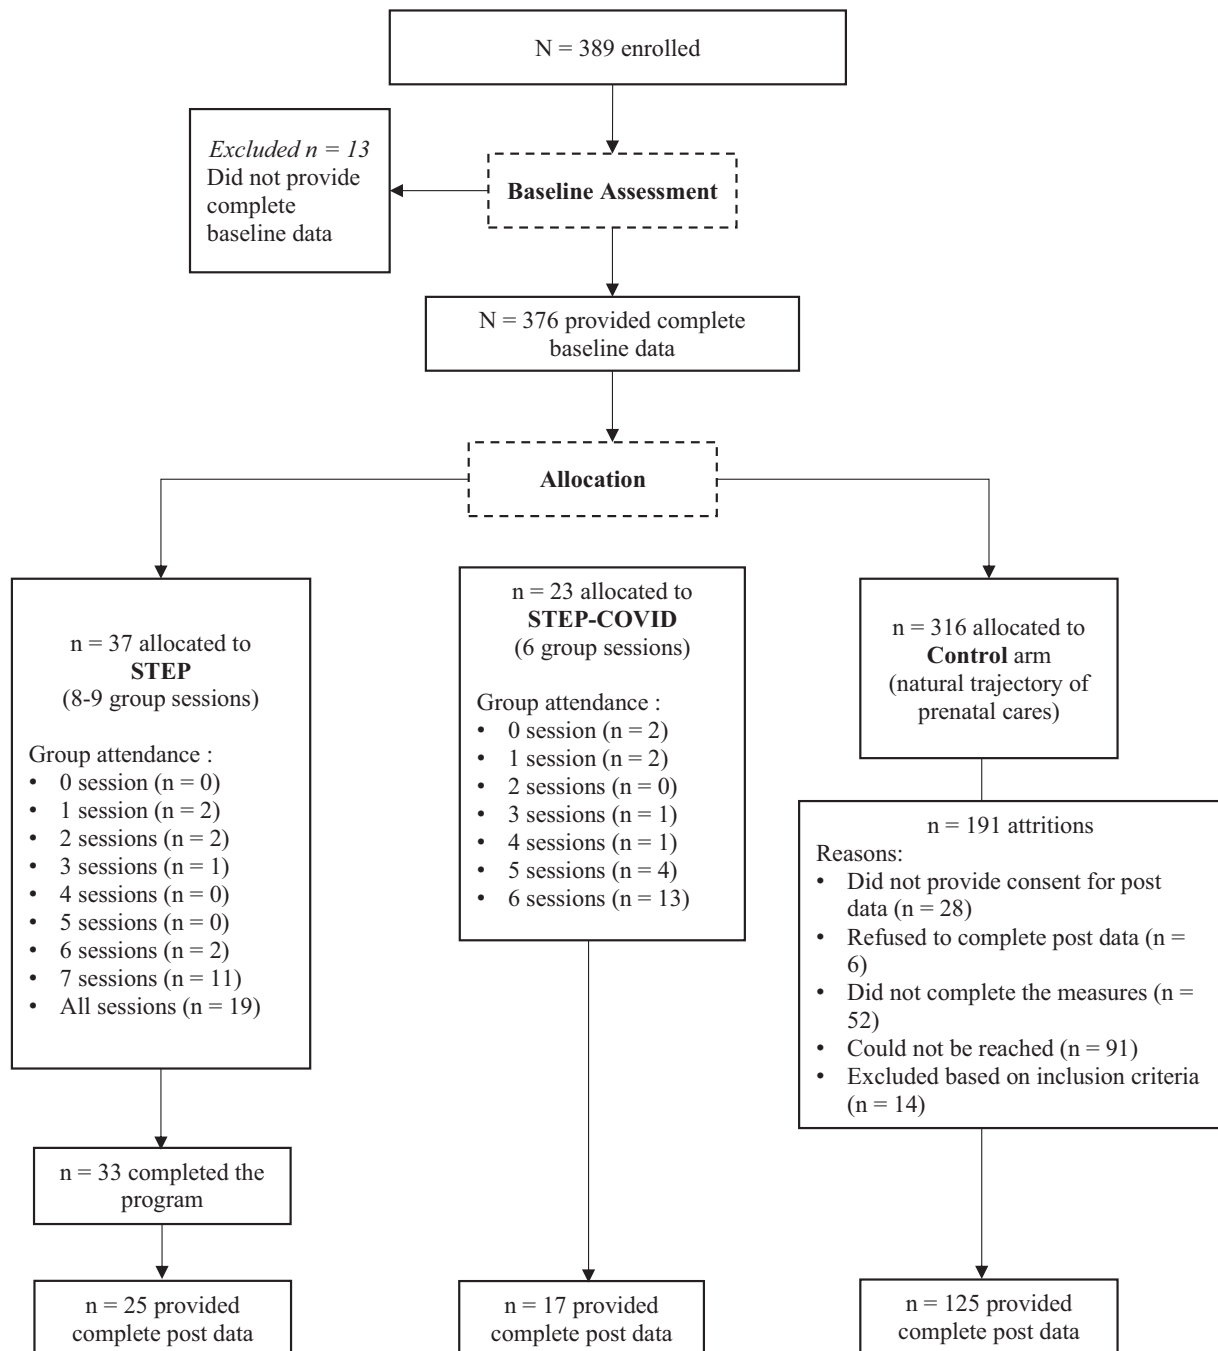 N = 389 enrolled
Excluded n = 13
Did not provide
complete
baseline data
Baseline Assessment
N = 376 provided complete
baseline data
Allocation
n = 37 allocated to
STEP
(8-9 group sessions)
Group attendance :
• 0 session (n = 0)
• 1 session (n = 2)
• 2 sessions (n = 2)
• 3 sessions (n = 1)
• 4 sessions (n = 0)
• 5 sessions (n = 0)
• 6 sessions (n = 2)
• 7 sessions (n = 11)
• All sessions (n = 19)
n = 23 allocated to
STEP-COVID
(6 group sessions)
Group attendance :
• 0 session (n = 2)
• 1 session (n = 2)
• 2 sessions (n = 0)
• 3 sessions (n = 1)
• 4 sessions (n = 1)
• 5 sessions (n = 4)
• 6 sessions (n = 13)
n = 316 allocated to
Control arm
(natural trajectory of
prenatal cares)
n = 191 attritions
Reasons:
• Did not provide consent for post
data (n = 28)
• Refused to complete post data (n =
6)
• Did not complete the measures (n =
52)
• Could not be reached (n = 91)
• Excluded based on inclusion criteria
(n = 14)
n = 33 completed the
program
n = 25 provided
complete post data
n = 17 provided
complete post data
n = 125 provided
complete post data